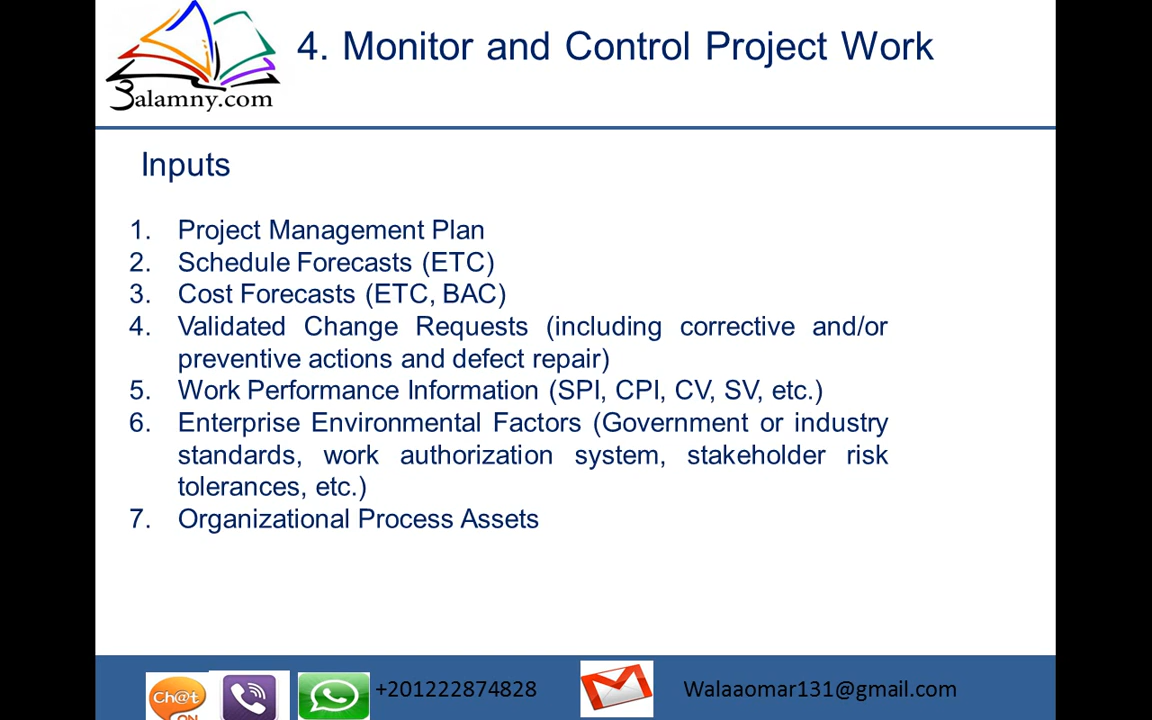 4. Monitor and Control Project Work
3alamny.com
Inputs
1. Project Management Plan
2. Schedule Forecasts (ETC)
3. Cost Forecasts (ETC, BAC)
4. Validated Change Requests (including corrective and/or
preventive actions and defect repair)
5. Work Performance Information (SPI, CPI, CV, SV, etc.)
6. Enterprise Environmental Factors (Government or industry
standards, work authorization system, stakeholder risk
tolerances, etc.)
7. Organizational Process Assets
Ch@t
ON
+201222874828
Walaaomar131@gmail.com